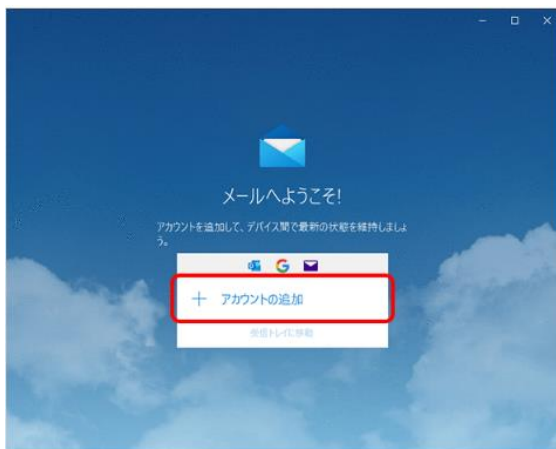 メールへようこそ!
アカウントを追加して、デバイス間で最新の状態を維持しましょ
う。
アカウントの追加
受信トレイに移動